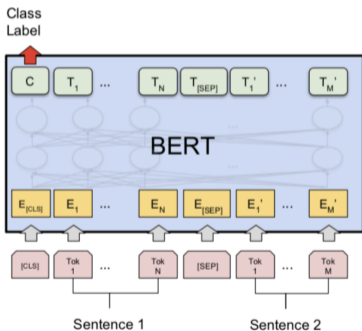 Class
Label
C T1 ... TN T[SEP] T1' ... TM'
...
BERT
...
E[CLS] E1 ... EN E[SEP] E1' ... EM'
[CLS] Tok 1 ... Tok N [SEP] Tok 1 ... Tok M
Sentence 1 Sentence 2